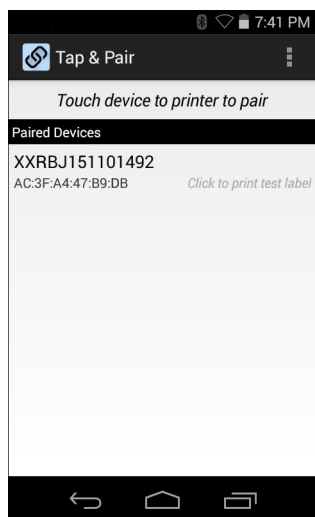 7:41 PM
Tap & Pair
Touch device to printer to pair
Paired Devices
XXRBJ151101492
AC:3F:A4:47:B9:DB Click to print test label